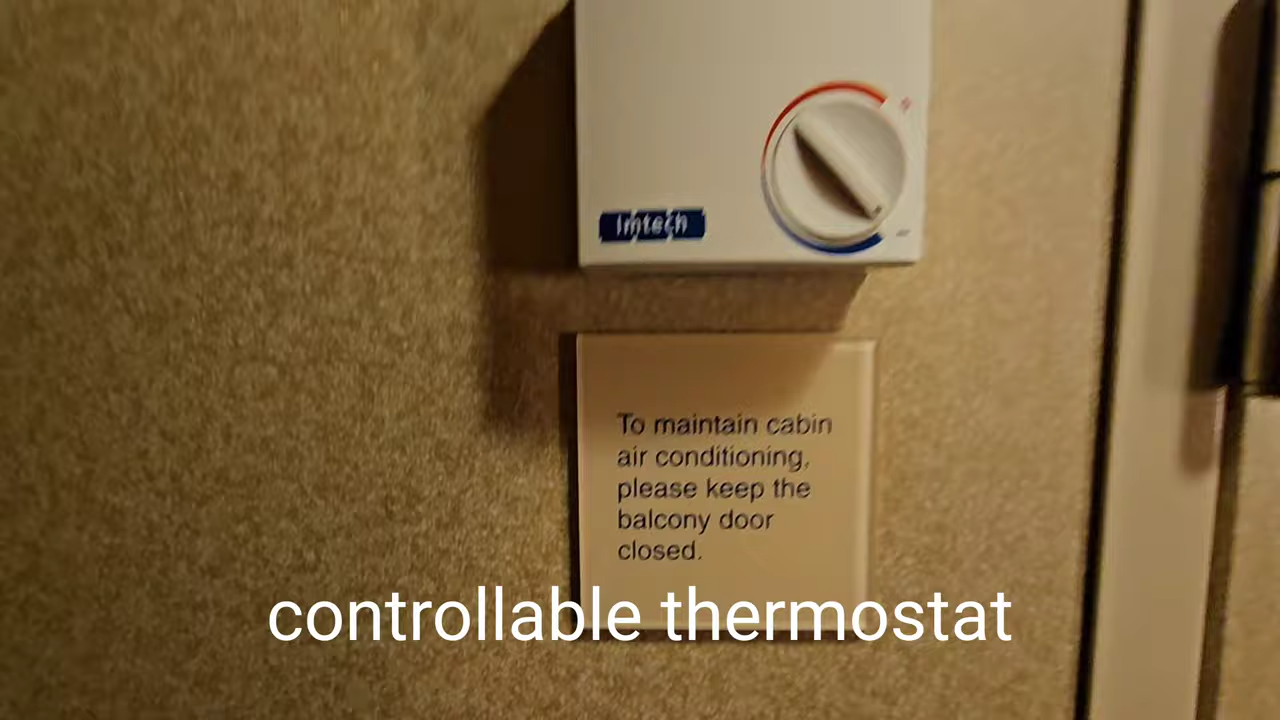 Imtech
To maintain cabin
air conditioning,
please keep the
balcony door
closed.
controllable thermostat